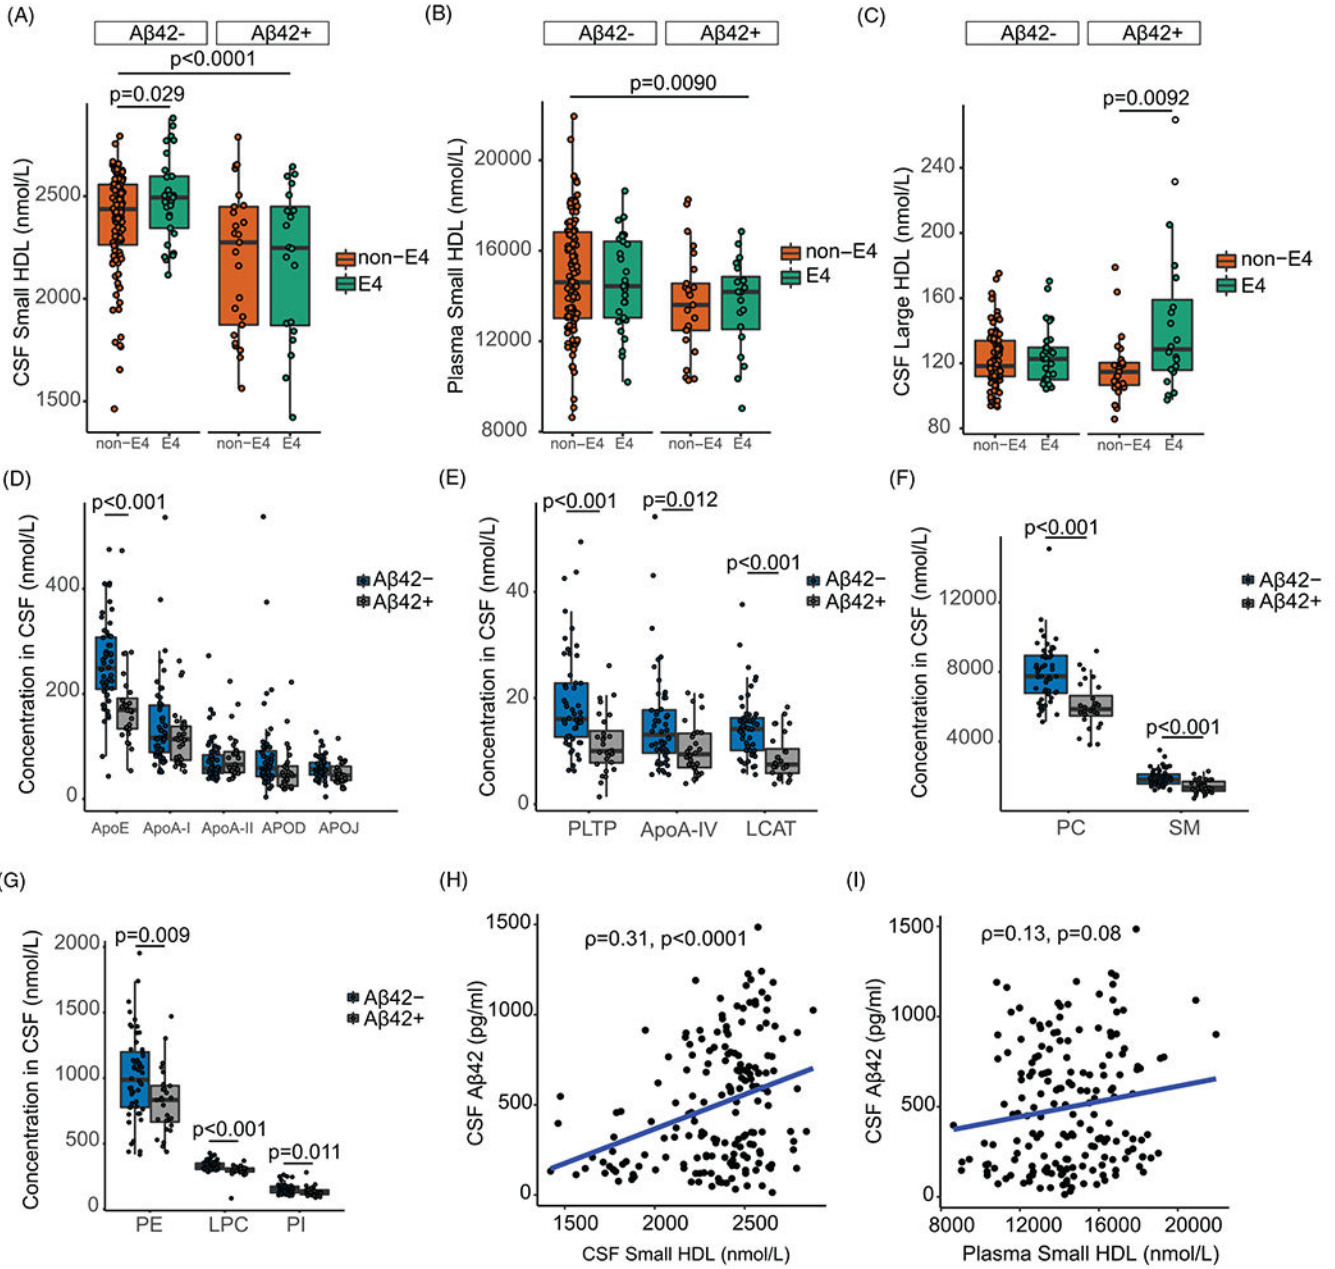 (A)
Aβ42-
Aβ42+
p<0.0001
p=0.029
CSF Small HDL (nmol/L)
2500
2000
1500
non−E4
E4
non−E4
E4
non−E4
E4
(B)
Aβ42-
Aβ42+
p=0.0090
Plasma Small HDL (nmol/L)
20000
16000
12000
8000
non−E4
E4
non−E4
E4
non−E4
E4
(C)
Aβ42-
Aβ42+
p=0.0092
CSF Large HDL (nmol/L)
240
200
160
120
80
non−E4
E4
non−E4
E4
non−E4
E4
(D)
p<0.001
Concentration in CSF (nmol/L)
400
200
0
ApoE
ApoA-I
ApoA-II
APOD
APOJ
Aβ42−
Aβ42+
(E)
p<0.001
p=0.012
p<0.001
Concentration in CSF (nmol/L)
40
20
0
PLTP
ApoA-IV
LCAT
Aβ42−
Aβ42+
(F)
p<0.001
p<0.001
Concentration in CSF (nmol/L)
12000
8000
4000
PC
SM
Aβ42−
Aβ42+
(G)
p=0.009
p<0.001
p=0.011
Concentration in CSF (nmol/L)
2000
1500
1000
500
0
PE
LPC
PI
Aβ42−
Aβ42+
(H)
ρ=0.31, p<0.0001
CSF Aβ42 (pg/ml)
1500
1000
500
0
1500
2000
2500
CSF Small HDL (nmol/L)
(I)
ρ=0.13, p=0.08
CSF Aβ42 (pg/ml)
1500
1000
500
0
8000
12000
16000
20000
Plasma Small HDL (nmol/L)